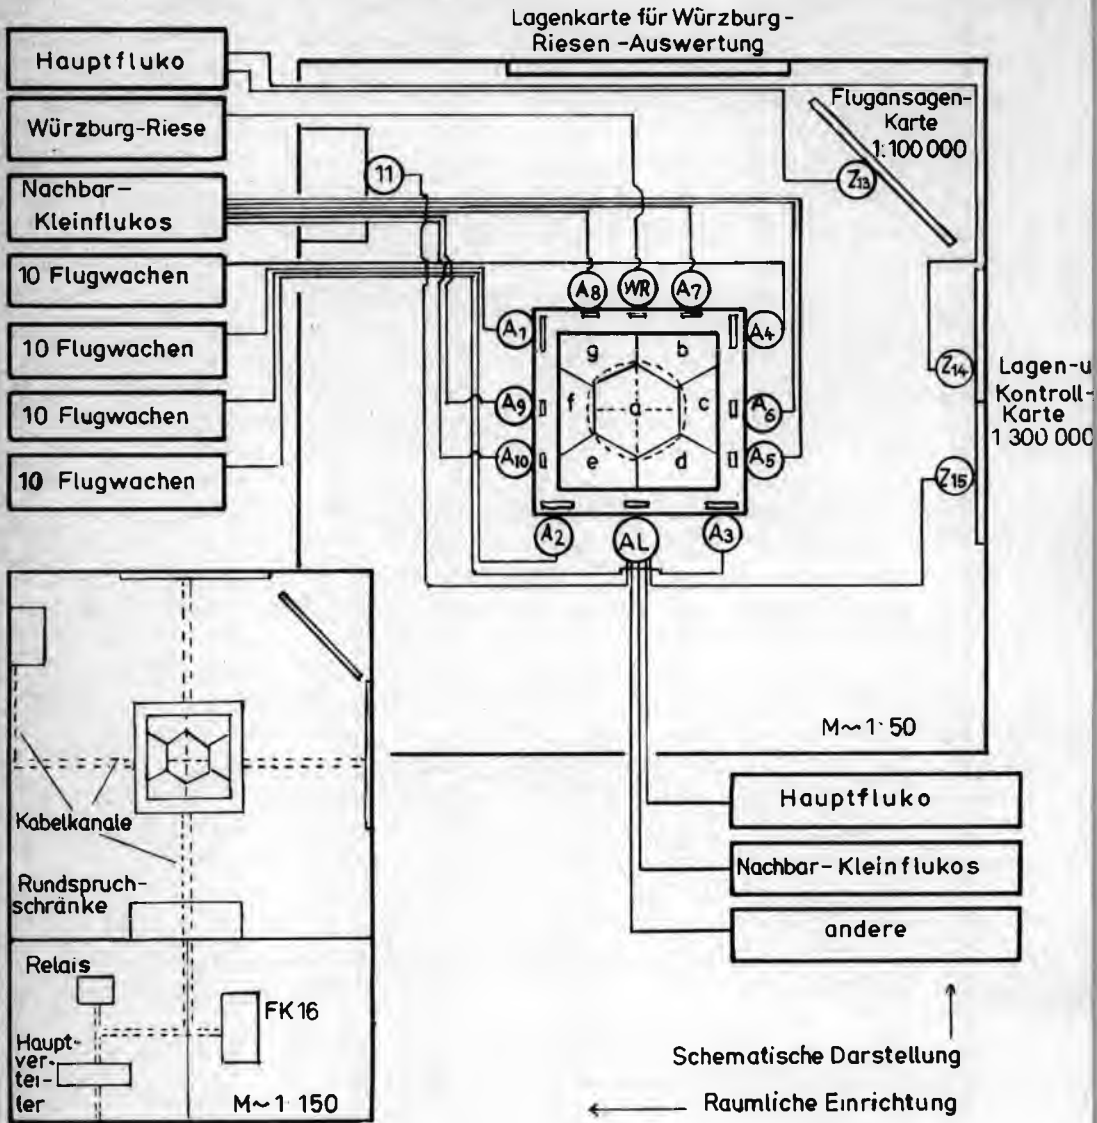 Lagenkarte für Würzburg-
Riesen-Auswertung
Hauptfluko
Würzburg-Riese
Nachbar-
Kleinflukos
10 Flugwachen
10 Flugwachen
10 Flugwachen
10 Flugwachen
11
Flugansagen-
Karte
1:100 000
Z13
A8
WR
A7
A1
A4
g
b
Z14
Lagen-u
Kontroll-
Karte
1 300 000
A9
f
a
c
A6
A10
e
d
A5
Z15
A2
AL
A3
M~1:50
Kabelkanale
Rundspruch-
schränke
Relais
FK16
Haupt-
ver-
tei-
ler
M~1 150
Hauptfluko
Nachbar-Kleinflukos
andere
Schematische Darstellung
Raumliche Einrichtung